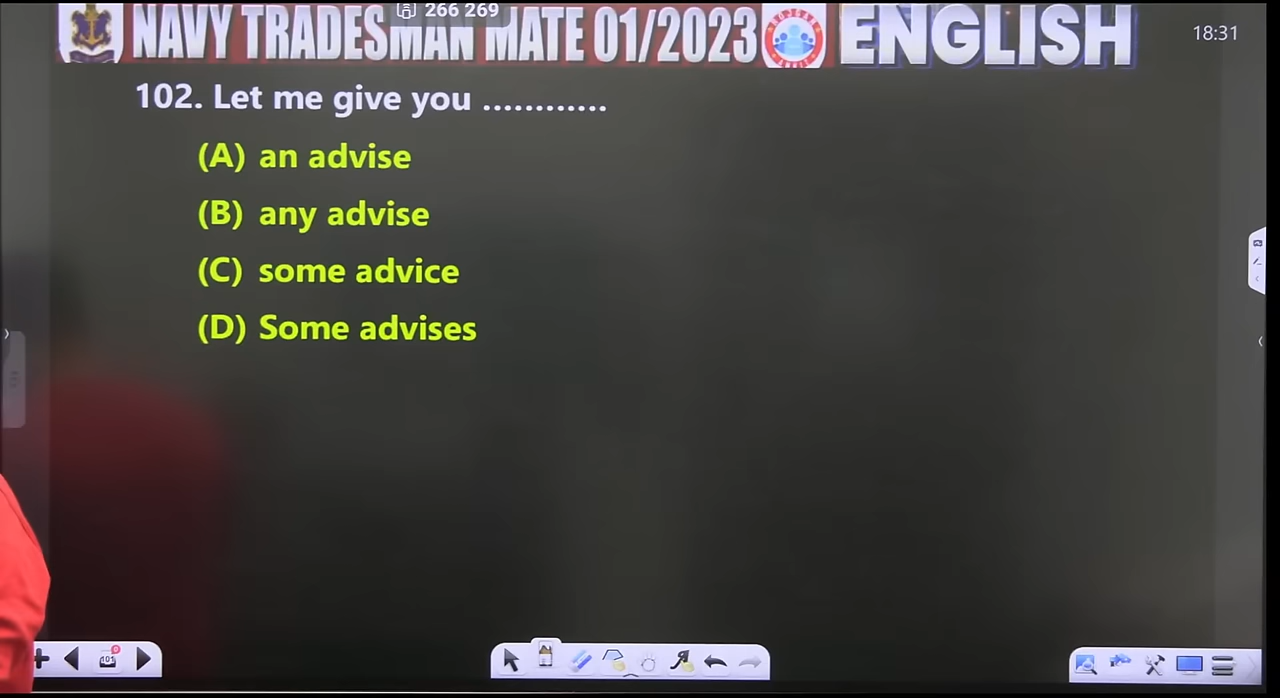 266 269
NAVY TRADESMAN MATE 01/2023 ENGLISH
18:31
102. Let me give you ............
(A) an advise
(B) any advise
(C) some advice
(D) Some advises
101